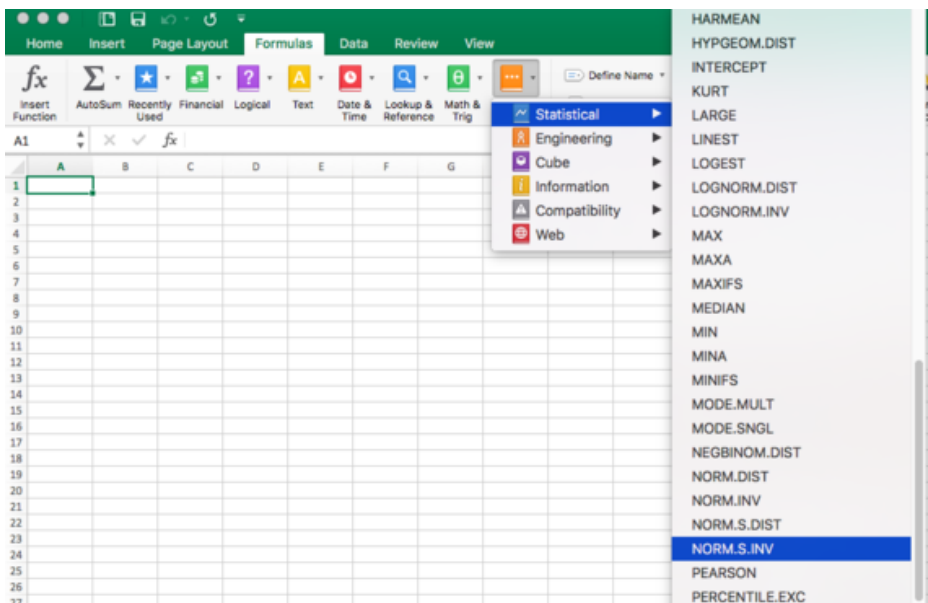 Home Insert Page Layout Formulas Data Review View
fx Σ ? A θ
Insert Function
AutoSum
Recently Used
Financial
Logical
Text
Date & Time
Lookup & Reference
Math & Trig
Define Name
A1 fx
A B C D E F G
1
2
3
4
5
6
7
8
9
10
11
12
13
14
15
16
17
18
19
20
21
22
23
24
25
26
27
Statistical
Engineering
Cube
Information
Compatibility
Web
HARMEAN
HYPGEOM.DIST
INTERCEPT
KURT
LARGE
LINEST
LOGEST
LOGNORM.DIST
LOGNORM.INV
MAX
MAXA
MAXIFS
MEDIAN
MIN
MINA
MINIFS
MODE.MULT
MODE.SNGL
NEGBINOM.DIST
NORM.DIST
NORM.INV
NORM.S.DIST
NORM.S.INV
PEARSON
PERCENTILE.EXC